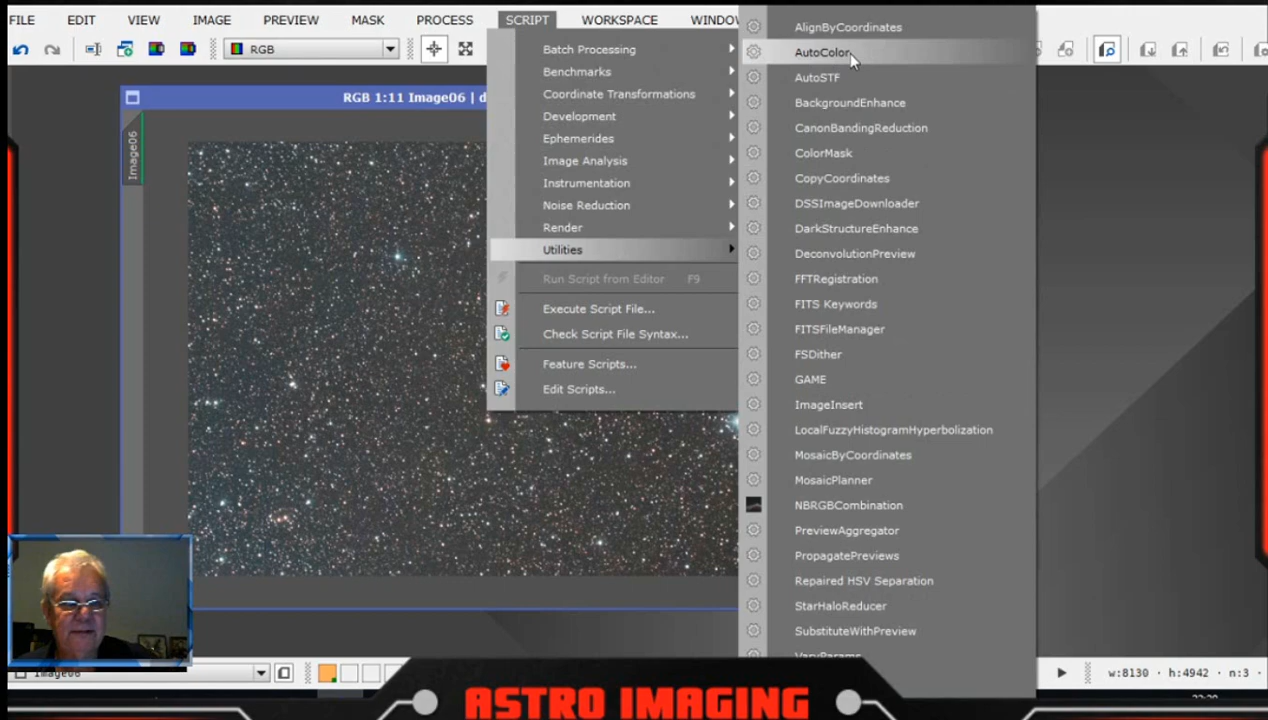 FILE EDIT VIEW IMAGE PREVIEW MASK PROCESS SCRIPT WORKSPACE WINDOW
RGB
RGB 1:11 Image06 | d
Image06
Batch Processing
Benchmarks
Coordinate Transformations
Development
Ephemerides
Image Analysis
Instrumentation
Noise Reduction
Render
Utilities
Run Script from Editor F9
Execute Script File...
Check Script File Syntax...
Feature Scripts...
Edit Scripts...
AlignByCoordinates
AutoColor
AutoSTF
BackgroundEnhance
CanonBandingReduction
ColorMask
CopyCoordinates
DSSImageDownloader
DarkStructureEnhance
DeconvolutionPreview
FFTRegistration
FITS Keywords
FITSFileManager
FSDither
GAME
ImageInsert
LocalFuzzyHistogramHyperbolization
MosaicByCoordinates
MosaicPlanner
NBRGBCombination
PreviewAggregator
PropagatePreviews
Repaired HSV Separation
StarHaloReducer
SubstituteWithPreview
VaryParams
Image06
w:8130 · h:4942 · n:3 ·
ASTRO IMAGING